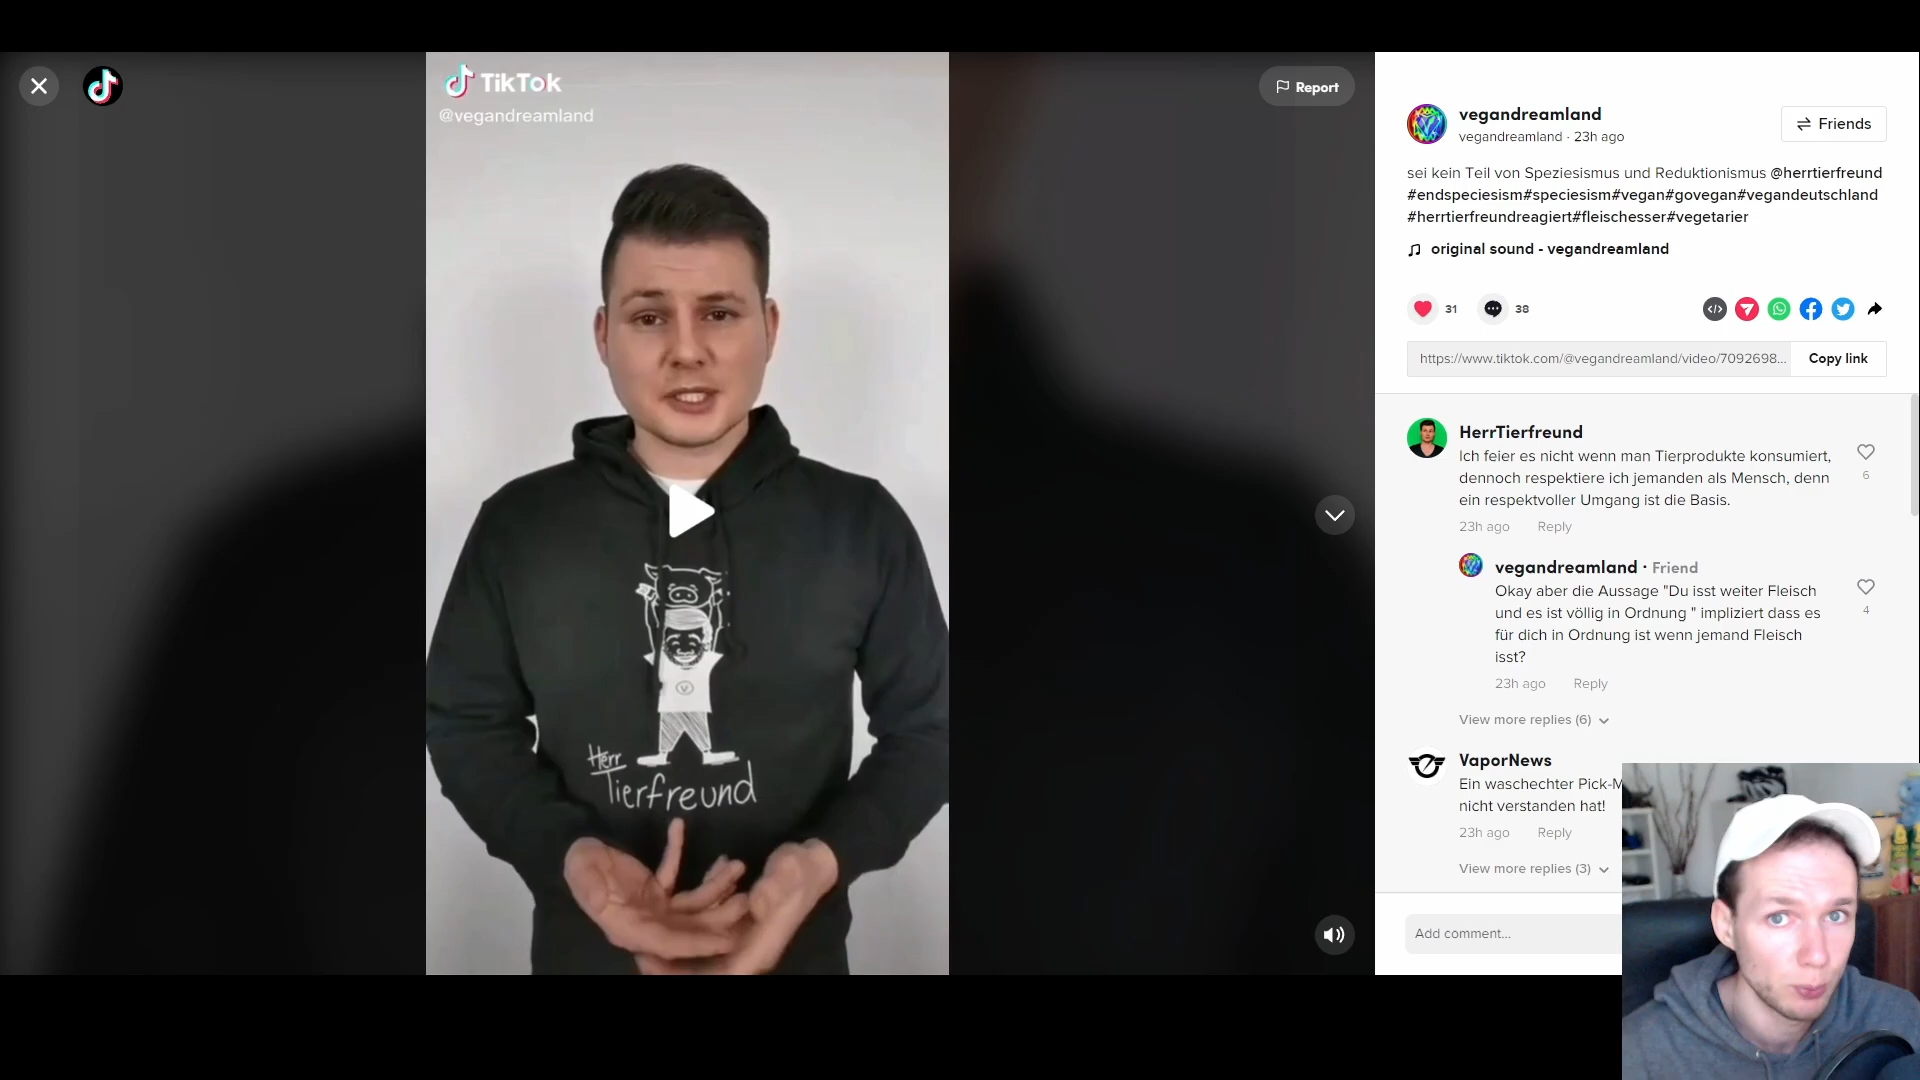 TikTok
@vegandreamland
Report
Herr
Tierfreund
vegandreamland
vegandreamland · 23h ago
Friends
sei kein Teil von Speziesismus und Reduktionismus @herrtierfreund
#endspeciesism#speciesism#vegan#govegan#vegandeutschland
#herrtierfreundreagiert#fleischesser#vegetarier
original sound - vegandreamland
31
38
https://www.tiktok.com/@vegandreamland/video/7092698...
Copy link
HerrTierfreund
Ich feier es nicht wenn man Tierprodukte konsumiert,
dennoch respektiere ich jemanden als Mensch, denn
ein respektvoller Umgang ist die Basis.
6
23h ago Reply
vegandreamland · Friend
Okay aber die Aussage "Du isst weiter Fleisch
und es ist völlig in Ordnung " impliziert dass es
für dich in Ordnung ist wenn jemand Fleisch
isst?
4
23h ago Reply
View more replies (6)
VaporNews
Ein waschechter Pick-M
nicht verstanden hat!
23h ago Reply
View more replies (3)
Add comment...